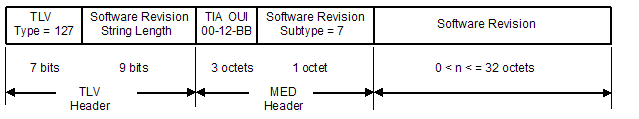 TLV
Type = 127
Software Revision
String Length
TIA OUI
00-12-BB
Software Revision
Subtype = 7
Software Revision
7 bits
9 bits
3 octets
1 octet
0 < n < = 32 octets
TLV
Header
MED
Header